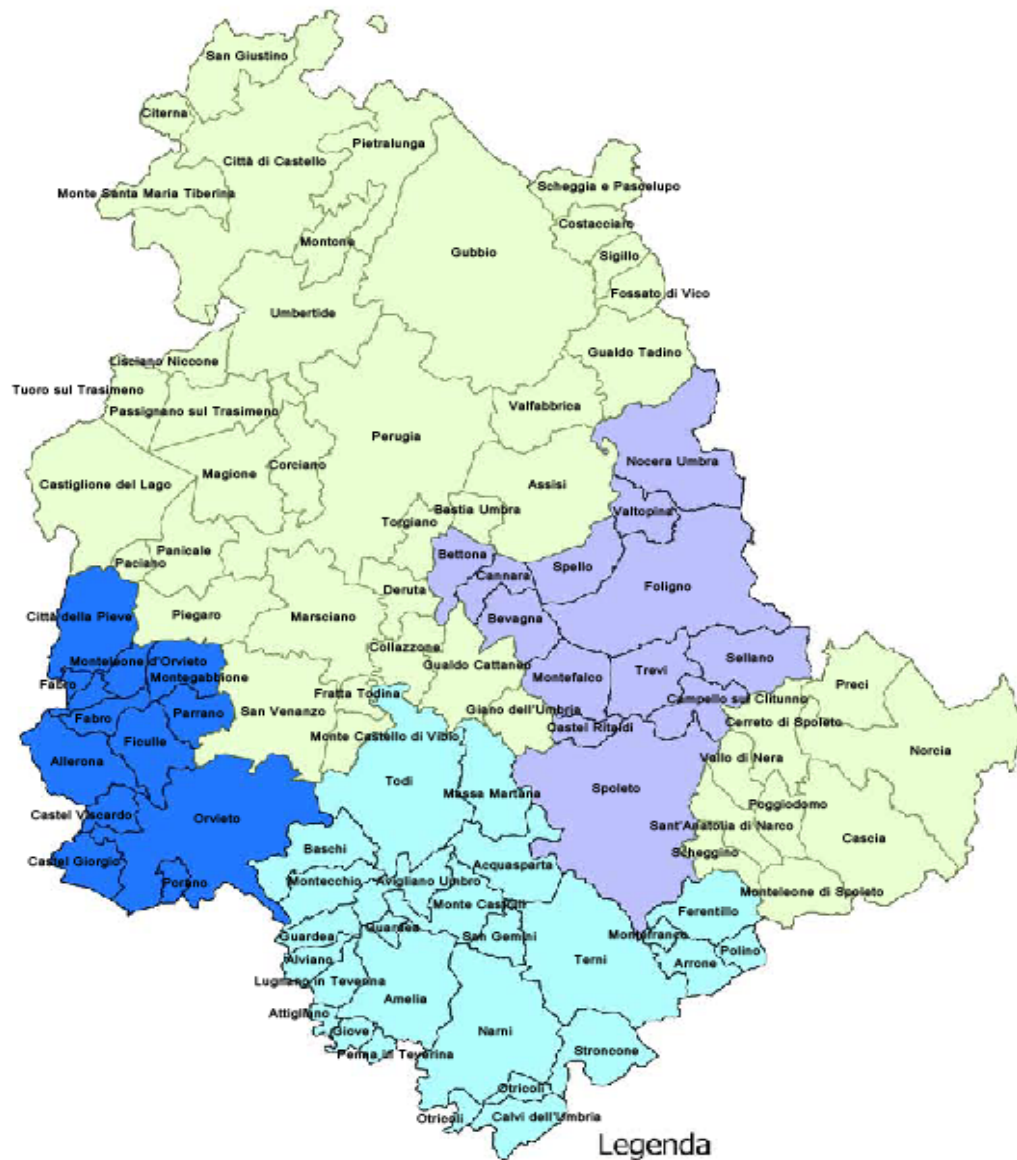 San Giustino
Citerna
Pietralunga
Città di Castello
Scheggia e Pascelupo
Monte Santa Maria Tiberina
Costacciaro
Montone
Gubbio
Sigillo
Fossato di Vico
Umbertide
Gualdo Tadino
Lisciano Niccone
Tuoro sul Trasimeno
Passignano sul Trasimeno
Valfabbrica
Perugia
Nocera Umbra
Corciano
Magione
Castiglione del Lago
Assisi
Bastia Umbra
Valtopina
Torgiano
Panicale
Bettona
Paciano
Spello
Cannara
Foligno
Deruta
Città della Pieve
Piegaro
Marsciano
Bevagna
Collazzone
Sellano
Monteleone d'Orvieto
Gualdo Cattaneo
Trevi
Montefalco
Preci
Fabro
Montegabbione
Fratta Todina
Campello sul Clitunno
San Venanzo
Giano dell'Umbria
Parrano
Fabro
Castel Ritaldi
Cerreto di Spoleto
Monte Castello di Vibio
Ficulle
Norcia
Vallo di Nera
Allerona
Todi
Massa Martana
Spoleto
Poggiodomo
Castel Viscardo
Orvieto
Sant'Anatolia di Narco
Cascia
Baschi
Scheggino
Castel Giorgio
Acquasparta
Montecchio
Avigliano Umbro
Porano
Monteleone di Spoleto
Monte Castrilli
Ferentillo
Guardea
Guardea
San Gemini
Montefranco
Polino
Alviano
Terni
Arrone
Lugnano in Teverina
Amelia
Attigliano
Giove
Narni
Penna in Teverina
Stroncone
Otricoli
Otricoli
Calvi dell'Umbria
Legenda